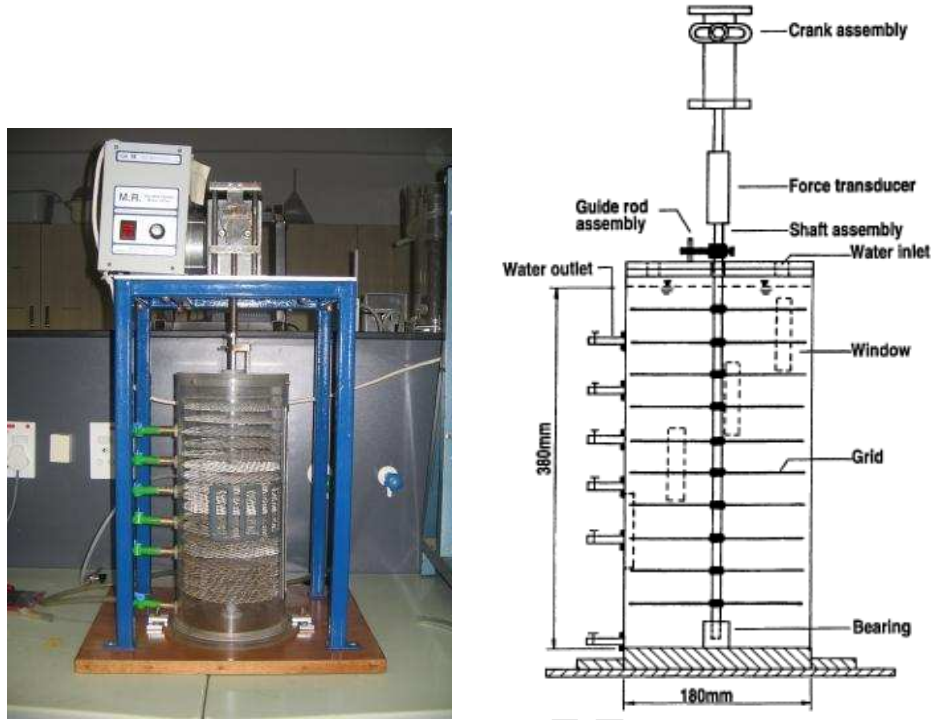 M.R.
Crank assembly
Force transducer
Guide rod
assembly
Shaft assembly
Water inlet
Water outlet
Window
380mm
Grid
Bearing
180mm